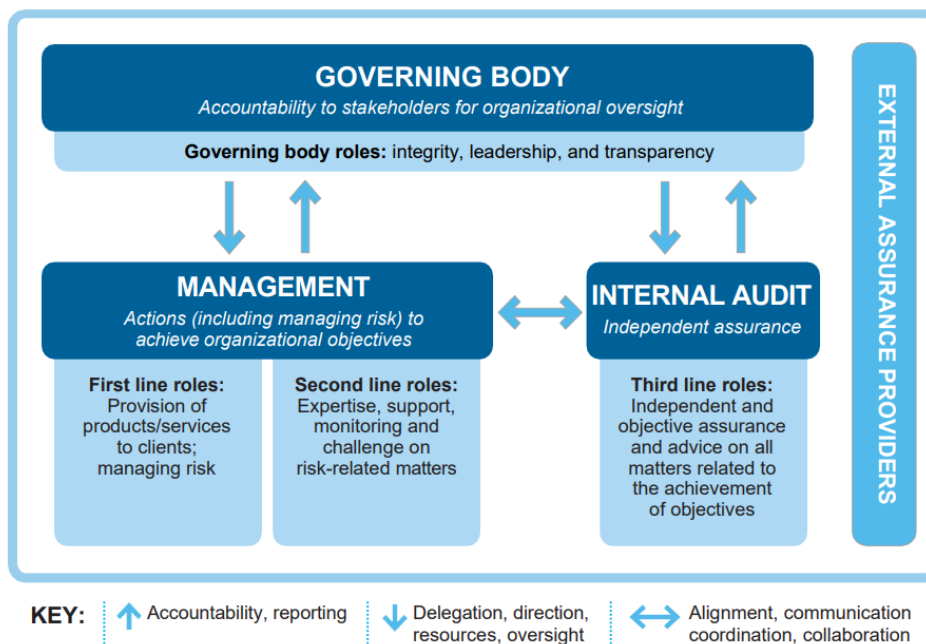 GOVERNING BODY
Accountability to stakeholders for organizational oversight
Governing body roles: integrity, leadership, and transparency
MANAGEMENT
Actions (including managing risk) to
achieve organizational objectives
First line roles:
Provision of
products/services
to clients;
managing risk
Second line roles:
Expertise, support,
monitoring and
challenge on
risk-related matters
INTERNAL AUDIT
Independent assurance
Third line roles:
Independent and
objective assurance
and advice on all
matters related to
the achievement
of objectives
EXTERNAL ASSURANCE PROVIDERS
KEY:
Accountability, reporting
Delegation, direction,
resources, oversight
Alignment, communication
coordination, collaboration